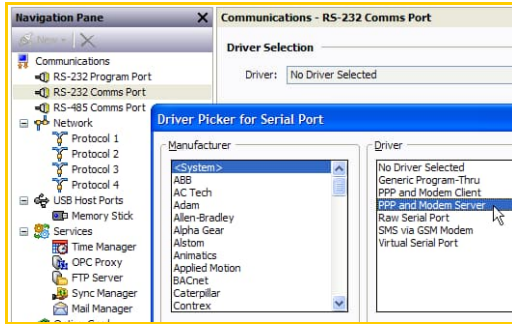 Navigation Pane
New
Communications
RS-232 Program Port
RS-232 Comms Port
RS-485 Comms Port
Network
Protocol 1
Protocol 2
Protocol 3
Protocol 4
USB Host Ports
Memory Stick
Services
Time Manager
OPC Proxy
FTP Server
Sync Manager
Mail Manager
Communications - RS-232 Comms Port
Driver Selection
Driver: No Driver Selected
Driver Picker for Serial Port
Manufacturer
<System>
ABB
AC Tech
Adam
Allen-Bradley
Alpha Gear
Alstom
Animatics
Applied Motion
BACnet
Caterpillar
Contrex
Driver
No Driver Selected
Generic Program-Thru
PPP and Modem Client
PPP and Modem Server
Raw Serial Port
SMS via GSM Modem
Virtual Serial Port